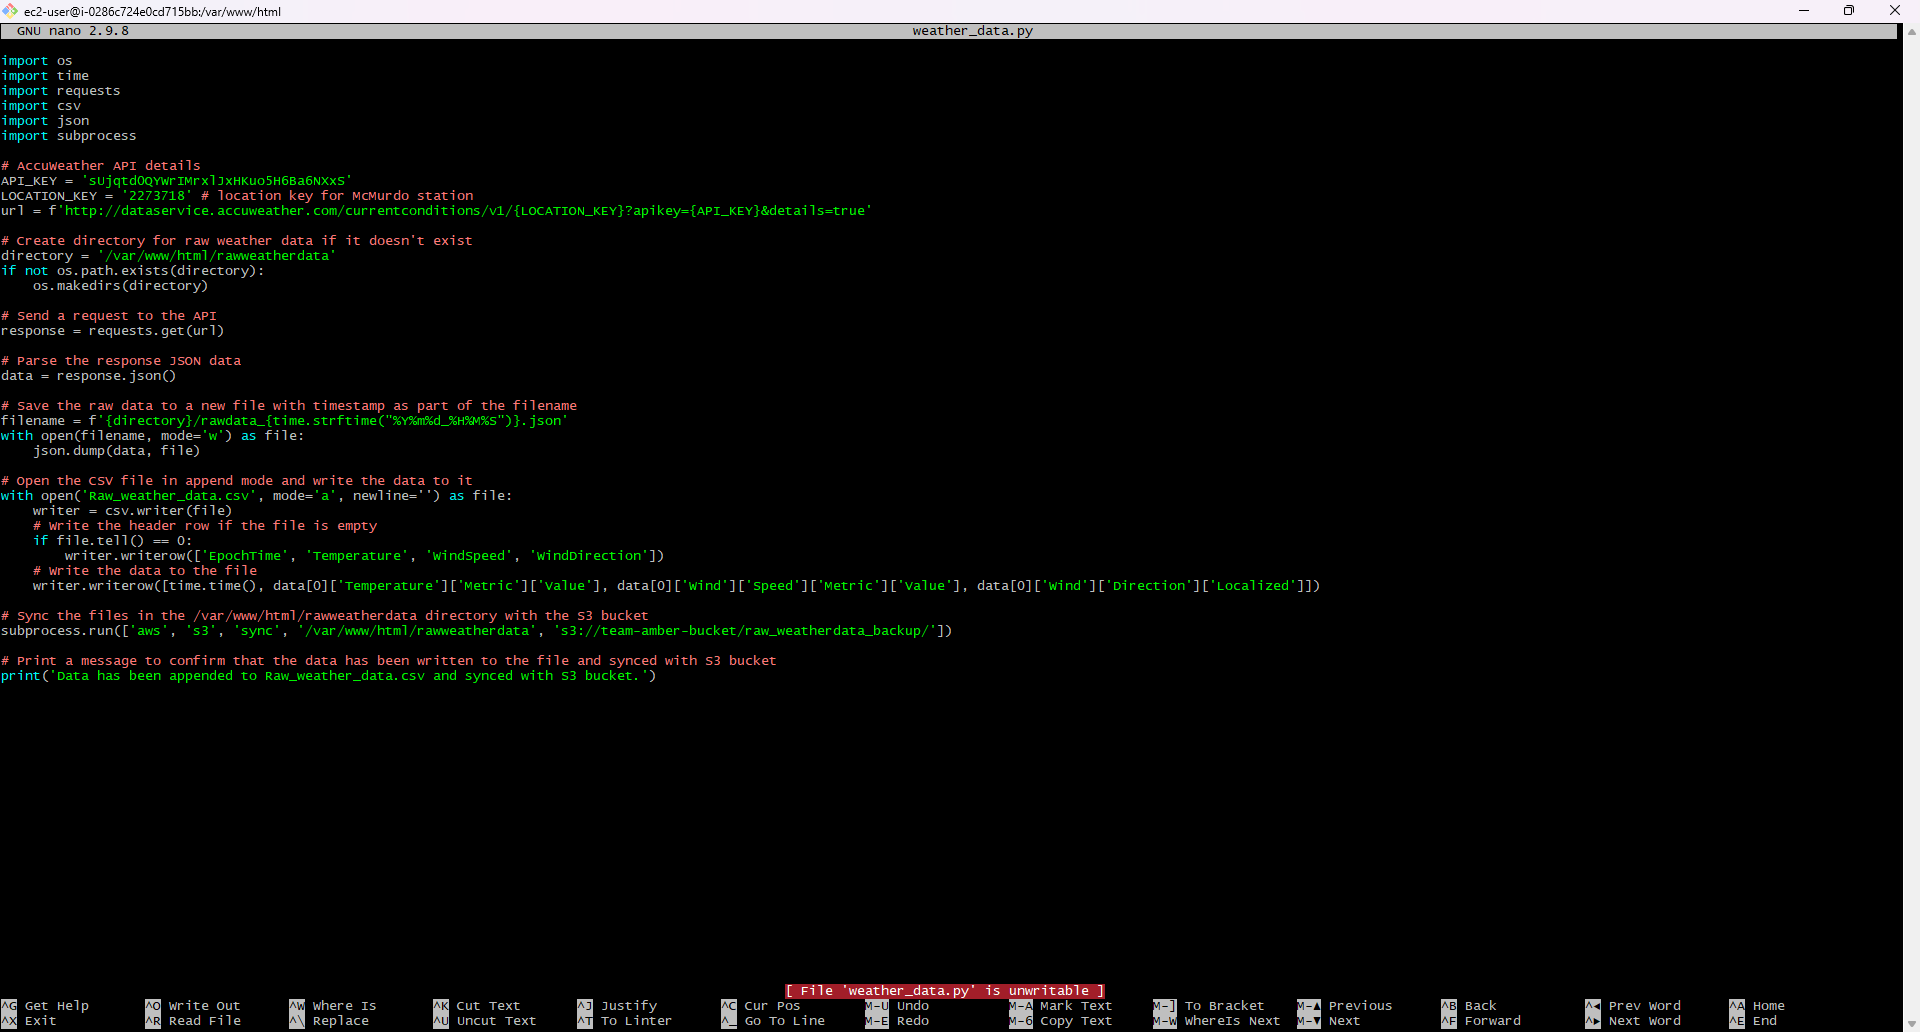 ec2-user@i-0286c724e0cd715bb:/var/www/html
GNU nano 2.9.8 weather_data.py
import os
import time
import requests
import csv
import json
import subprocess
# AccuWeather API details
API_KEY = 'sUjqtdOQYWrIMrxlJxHKuo5H6Ba6NXxS'
LOCATION_KEY = '2273718' # location key for McMurdo station
url = f'http://dataservice.accuweather.com/currentconditions/v1/{LOCATION_KEY}?apikey={API_KEY}&details=true'
# Create directory for raw weather data if it doesn't exist
directory = '/var/www/html/rawweatherdata'
if not os.path.exists(directory):
    os.makedirs(directory)
# Send a request to the API
response = requests.get(url)
# Parse the response JSON data
data = response.json()
# Save the raw data to a new file with timestamp as part of the filename
filename = f'{directory}/rawdata_{time.strftime("%Y%m%d_%H%M%S")}.json'
with open(filename, mode='w') as file:
    json.dump(data, file)
# Open the CSV file in append mode and write the data to it
with open('Raw_weather_data.csv', mode='a', newline='') as file:
    writer = csv.writer(file)
    # Write the header row if the file is empty
    if file.tell() == 0:
        writer.writerow(['EpochTime', 'Temperature', 'WindSpeed', 'WindDirection'])
    # Write the data to the file
    writer.writerow([time.time(), data[0]['Temperature']['Metric']['Value'], data[0]['Wind']['Speed']['Metric']['Value'], data[0]['Wind']['Direction']['Localized']])
# Sync the files in the /var/www/html/rawweatherdata directory with the S3 bucket
subprocess.run(['aws', 's3', 'sync', '/var/www/html/rawweatherdata', 's3://team-amber-bucket/raw_weatherdata_backup/'])
# Print a message to confirm that the data has been written to the file and synced with S3 bucket
print('Data has been appended to Raw_weather_data.csv and synced with S3 bucket.')
[ File 'weather_data.py' is unwritable ]
^G Get Help ^O Write Out ^W Where Is ^K Cut Text ^J Justify ^C Cur Pos M-U Undo M-A Mark Text M-] To Bracket M-▲ Previous ^B Back ^◄ Prev Word ^A Home
^X Exit ^R Read File ^\ Replace ^U Uncut Text ^T To Linter ^_ Go To Line M-E Redo M-6 Copy Text M-W WhereIs Next M-▼ Next ^F Forward ^► Next Word ^E End